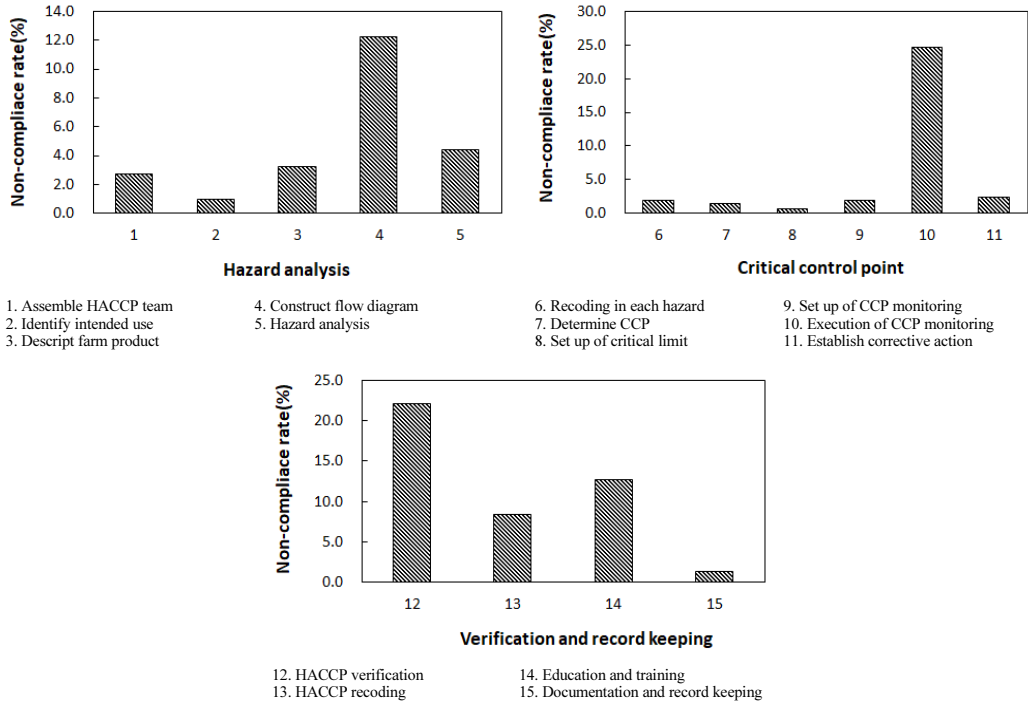 Non-compliace rate(%)
14.0
12.0
10.0
8.0
6.0
4.0
2.0
0.0
1 2 3 4 5
Hazard analysis
1. Assemble HACCP team
2. Identify intended use
3. Descript farm product
4. Construct flow diagram
5. Hazard analysis
Non-compliace rate(%)
30.0
25.0
20.0
15.0
10.0
5.0
0.0
6 7 8 9 10 11
Critical control point
6. Recoding in each hazard
7. Determine CCP
8. Set up of critical limit
9. Set up of CCP monitoring
10. Execution of CCP monitoring
11. Establish corrective action
Non-compliace rate(%)
25.0
20.0
15.0
10.0
5.0
0.0
12 13 14 15
Verification and record keeping
12. HACCP verification
13. HACCP recoding
14. Education and training
15. Documentation and record keeping